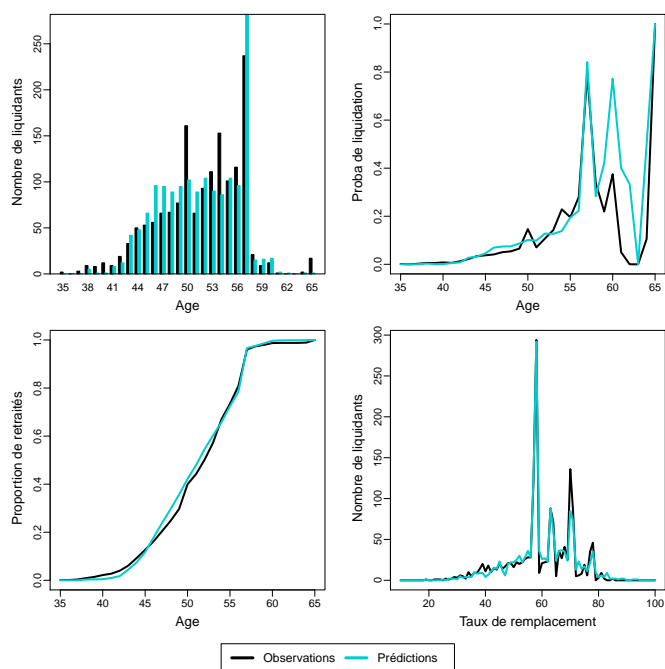 Nombre de liquidants
250
200
150
100
50
0
35 38 41 44 47 50 53 56 59 62 65
Age
Proba de liquidation
1.0
0.8
0.6
0.4
0.2
0.0
35 40 45 50 55 60 65
Age
Proportion de retraités
1.0
0.8
0.6
0.4
0.2
0.0
35 40 45 50 55 60 65
Age
Nombre de liquidants
300
250
200
150
100
50
0
20 40 60 80 100
Taux de remplacement
Observations Prédictions